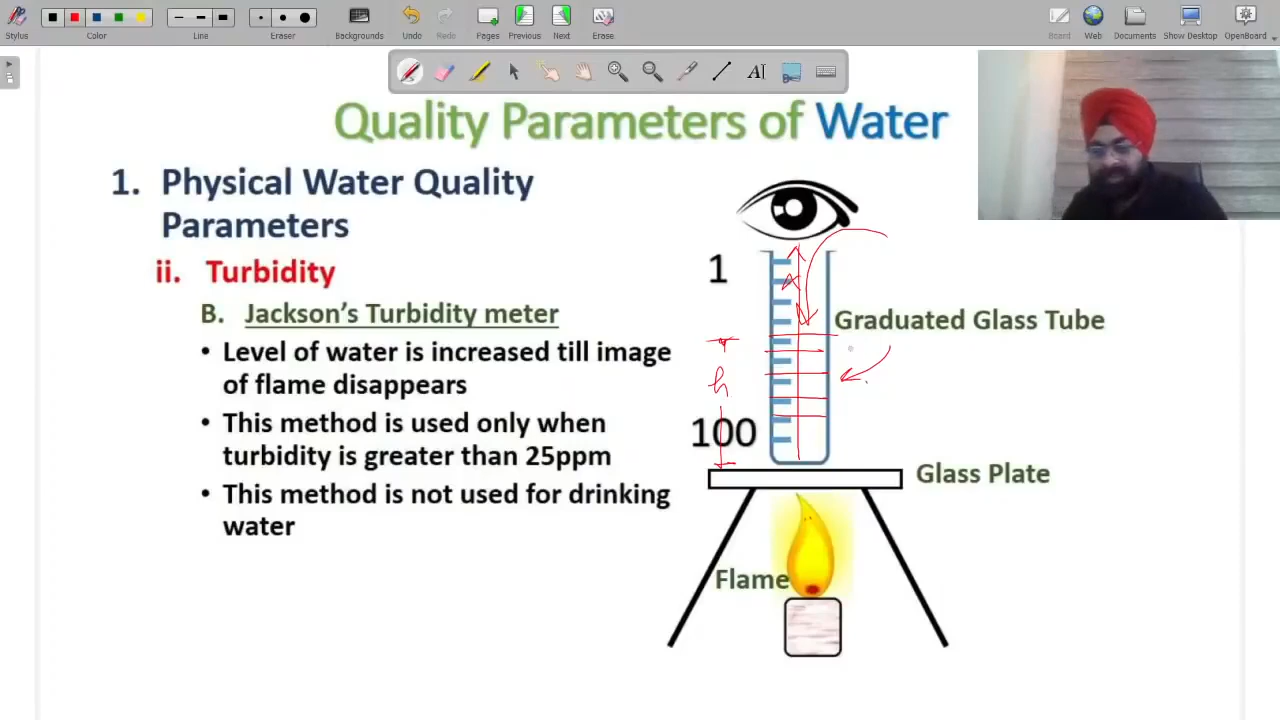 Stylus
Color
Line
Eraser
Backgrounds
Undo
Redo
Pages
Previous
Next
Erase
Board
Web
Documents
Show Desktop
OpenBoard
Quality Parameters of Water
1. Physical Water Quality
Parameters
ii. Turbidity
B. Jackson's Turbidity meter
• Level of water is increased till image
of flame disappears
• This method is used only when
turbidity is greater than 25ppm
• This method is not used for drinking
water
1
Graduated Glass Tube
h
100
Glass Plate
Flame